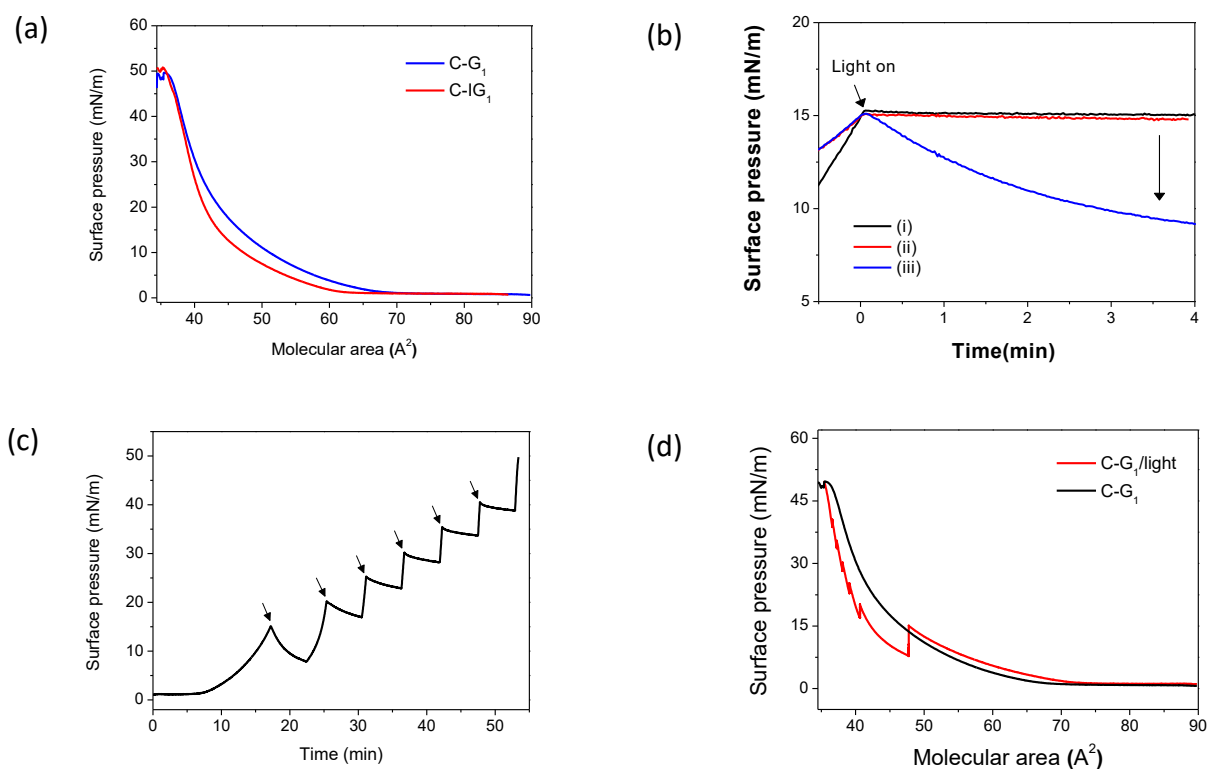 (a)
60
50
40
30
20
10
0
Surface pressure (mN/m)
C-G₁
C-IG₁
40 50 60 70 80 90
Molecular area (A²)
(b)
20
15
10
5
Surface pressure (mN/m)
Light on
(i)
(ii)
(iii)
0 1 2 3 4
Time(min)
(c)
50
40
30
20
10
0
Surface pressure (mN/m)
0 10 20 30 40 50
Time (min)
(d)
60
45
30
15
0
Surface pressure (mN/m)
C-G₁/light
C-G₁
40 50 60 70 80 90
Molecular area (A²)